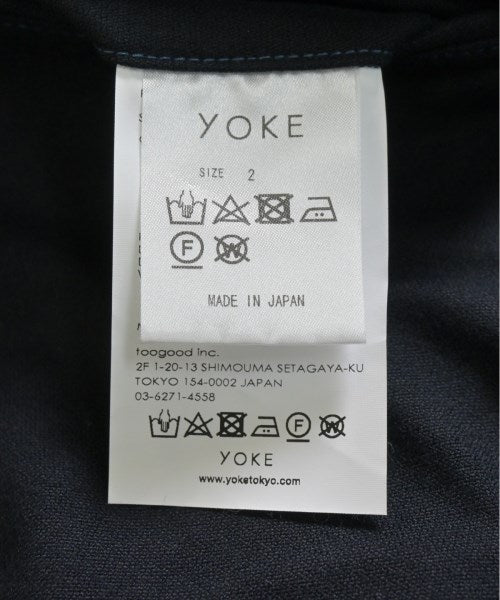 YOKE
SIZE 2
F W
MADE IN JAPAN
toogood inc.
2F 1-20-13 SHIMOUMA SETAGAYA-KU
TOKYO 154-0002 JAPAN
03-6271-4558
F W
YOKE
www.yoketokyo.com